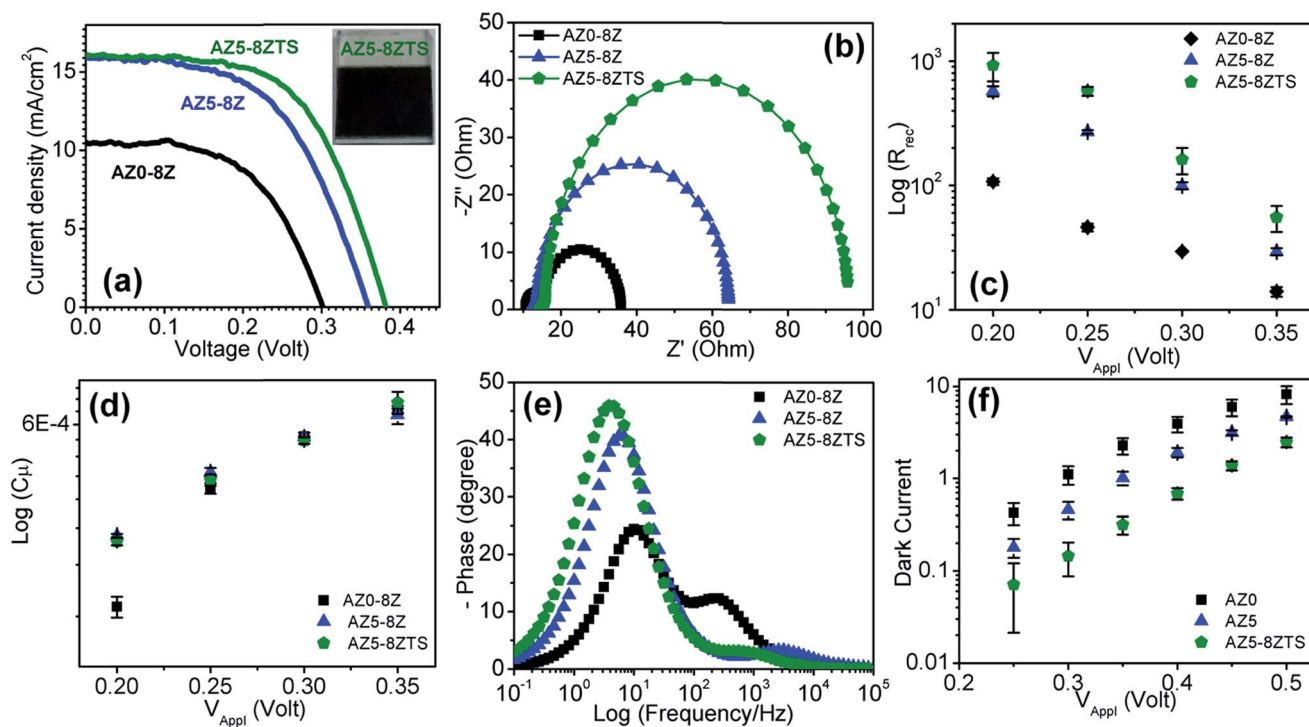 AZ5-8ZTS
AZ5-8ZTS
AZ5-8Z
AZ0-8Z
(a)
15
10
5
0
0.0 0.1 0.2 0.3 0.4
Current density (mA/cm²)
Voltage (Volt)
AZ0-8Z
AZ5-8Z
AZ5-8ZTS
(b)
50
40
30
20
10
0
20 40 60 80 100
-Z'' (Ohm)
Z' (Ohm)
AZ0-8Z
AZ5-8Z
AZ5-8ZTS
(c)
10³
10²
10¹
0.20 0.25 0.30 0.35
Log (Rrec)
VAppl (Volt)
(d)
6E-4
AZ0-8Z
AZ5-8Z
AZ5-8ZTS
0.20 0.25 0.30 0.35
Log (Cμ)
VAppl (Volt)
(e)
AZ0-8Z
AZ5-8Z
AZ5-8ZTS
50
40
30
20
10
0
10⁻¹ 10⁰ 10¹ 10² 10³ 10⁴ 10⁵
- Phase (degree)
Log (Frequency/Hz)
(f)
10
1
0.1
0.01
AZ0
AZ5
AZ5-8ZTS
0.2 0.3 0.4 0.5
Dark Current
VAppl (Volt)